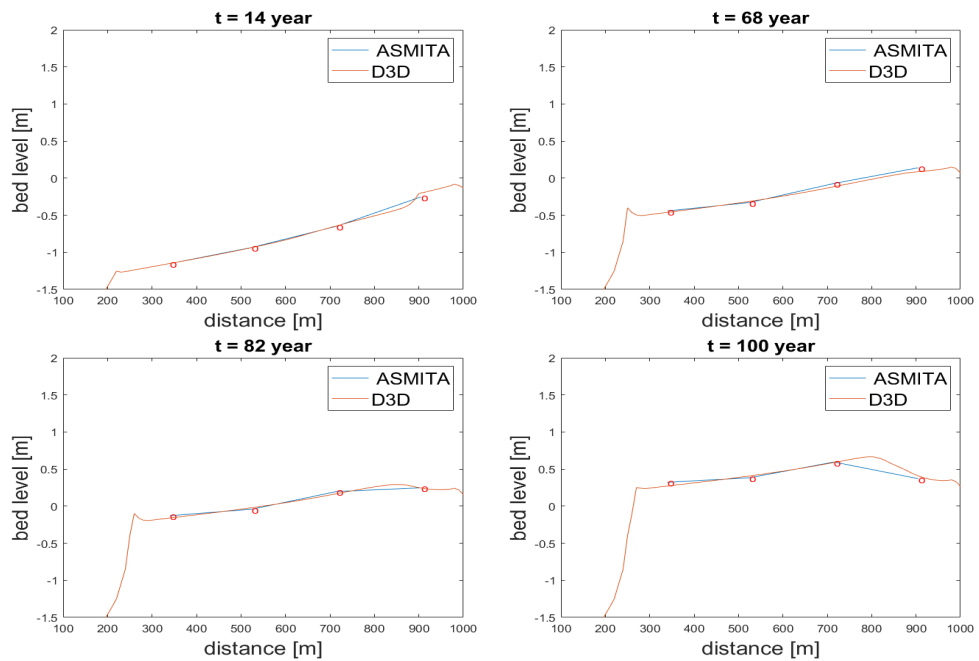 t = 14 year
2
1.5
1
0.5
0
-0.5
-1
-1.5
bed level [m]
ASMITA
D3D
100 200 300 400 500 600 700 800 900 1000
distance [m]
t = 68 year
2
1.5
1
0.5
0
-0.5
-1
-1.5
bed level [m]
ASMITA
D3D
100 200 300 400 500 600 700 800 900 1000
distance [m]
t = 82 year
2
1.5
1
0.5
0
-0.5
-1
-1.5
bed level [m]
ASMITA
D3D
100 200 300 400 500 600 700 800 900 1000
distance [m]
t = 100 year
2
1.5
1
0.5
0
-0.5
-1
-1.5
bed level [m]
ASMITA
D3D
100 200 300 400 500 600 700 800 900 1000
distance [m]